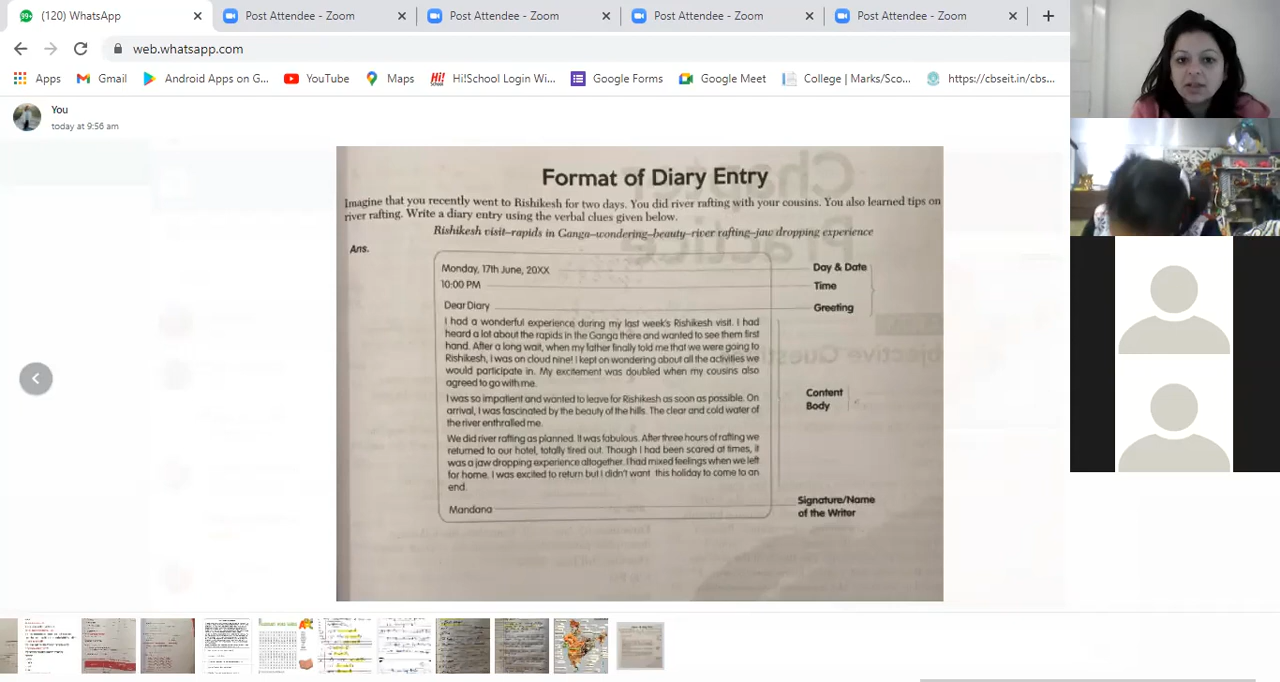 (120) WhatsApp
Post Attendee - Zoom
Post Attendee - Zoom
Post Attendee - Zoom
Post Attendee - Zoom
web.whatsapp.com
Apps
Gmail
Android Apps on G...
YouTube
Maps
Hi!School Login Wi...
Google Forms
Google Meet
College | Marks/Sco...
https://cbseit.in/cbs...
You
today at 9:56 am
Format of Diary Entry
Imagine that you recently went to Rishikesh for two days. You did river rafting with your cousins. You also learned tips on
river rafting. Write a diary entry using the verbal clues given below.
Rishikesh visit–rapids in Ganga–wondering–beauty–river rafting–jaw dropping experience
Ans.
Monday, 17th June, 20XX
Day & Date
10:00 PM
Time
Dear Diary
Greeting
I had a wonderful experience during my last week's Rishikesh visit. I had
heard a lot about the rapids in the Ganga there and wanted to see them first
hand. After a long wait, when my father finally told me that we were going to
Rishikesh, I was on cloud nine! I kept on wondering about all the activities we
would participate in. My excitement was doubled when my cousins also
agreed to go with me.
I was so impatient and wanted to leave for Rishikesh as soon as possible. On
arrival, I was fascinated by the beauty of the hills. The clear and cold water of
the river enthralled me.
Content
Body
We did river rafting as planned. It was fabulous. After three hours of rafting we
returned to our hotel, totally tired out. Though I had been scared at times, it
was a jaw dropping experience altogether. I had mixed feelings when we left
for home. I was excited to return but I didn't want this holiday to come to an
end.
Mandana
Signature/Name
of the Writer